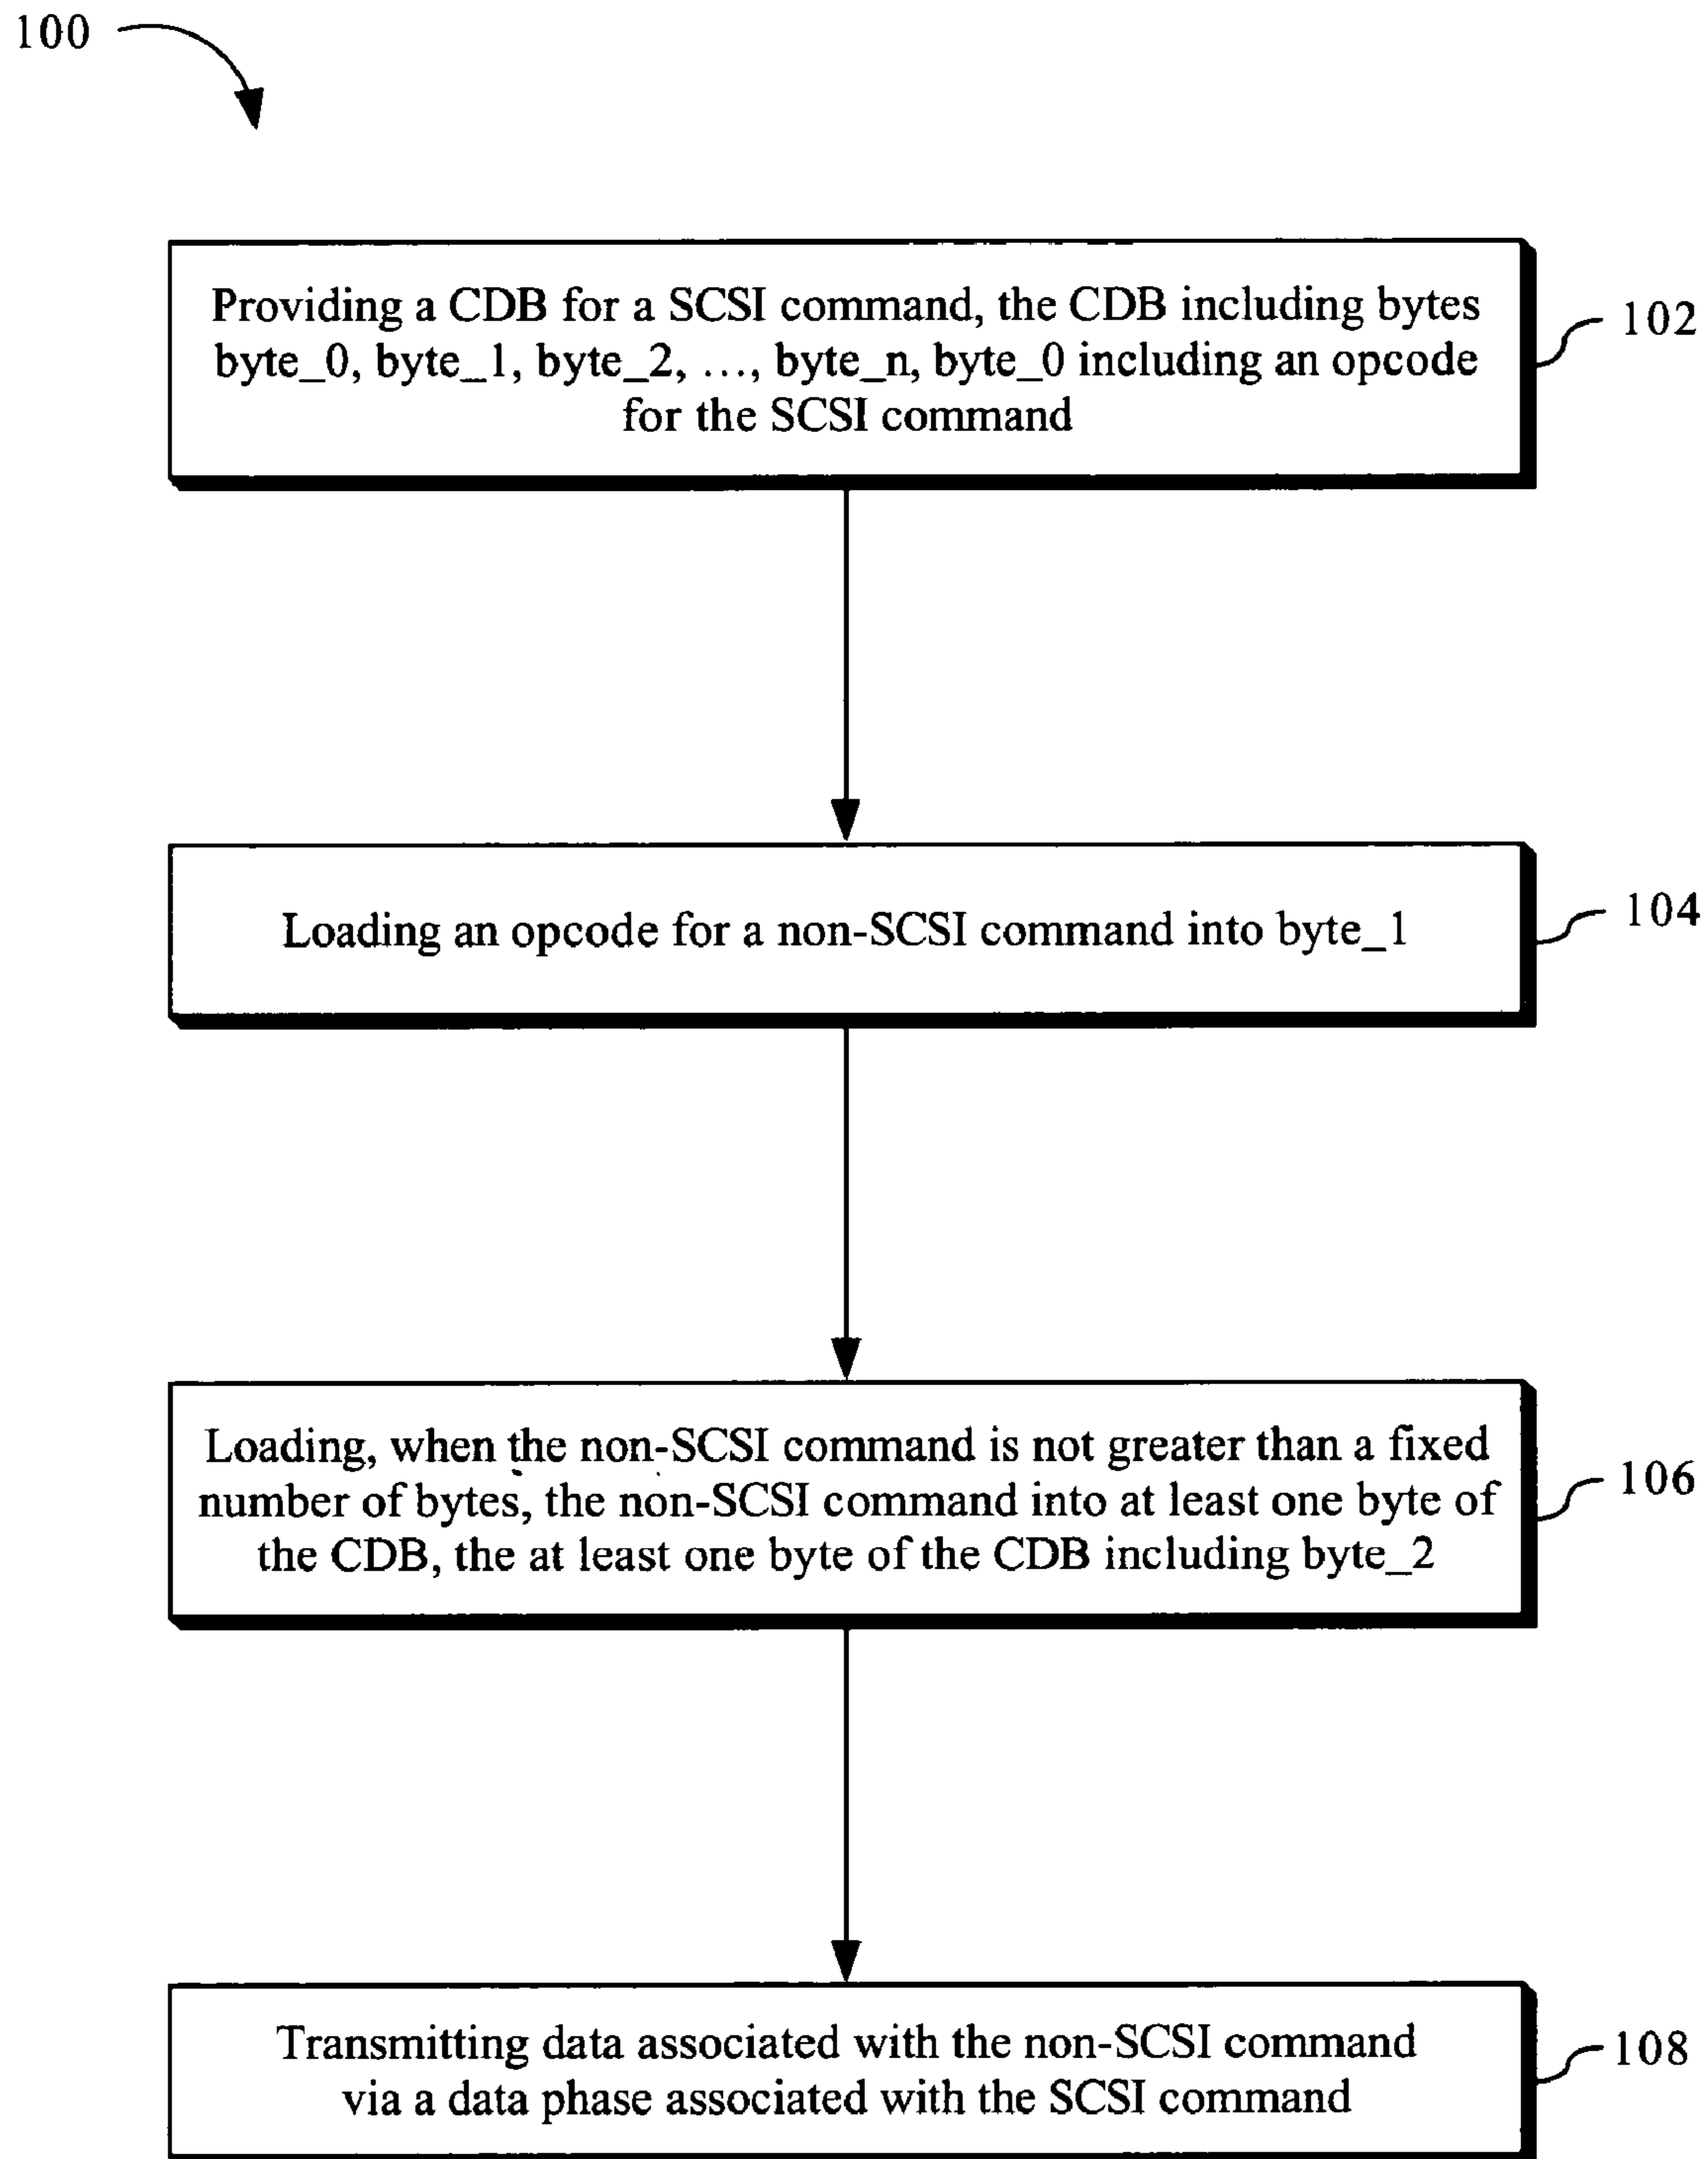 100
Providing a CDB for a SCSI command, the CDB including bytes
byte_0, byte_1, byte_2, ..., byte_n, byte_0 including an opcode
for the SCSI command
102
Loading an opcode for a non-SCSI command into byte_1
104
Loading, when the non-SCSI command is not greater than a fixed
number of bytes, the non-SCSI command into at least one byte of
the CDB, the at least one byte of the CDB including byte_2
106
Transmitting data associated with the non-SCSI command
via a data phase associated with the SCSI command
108